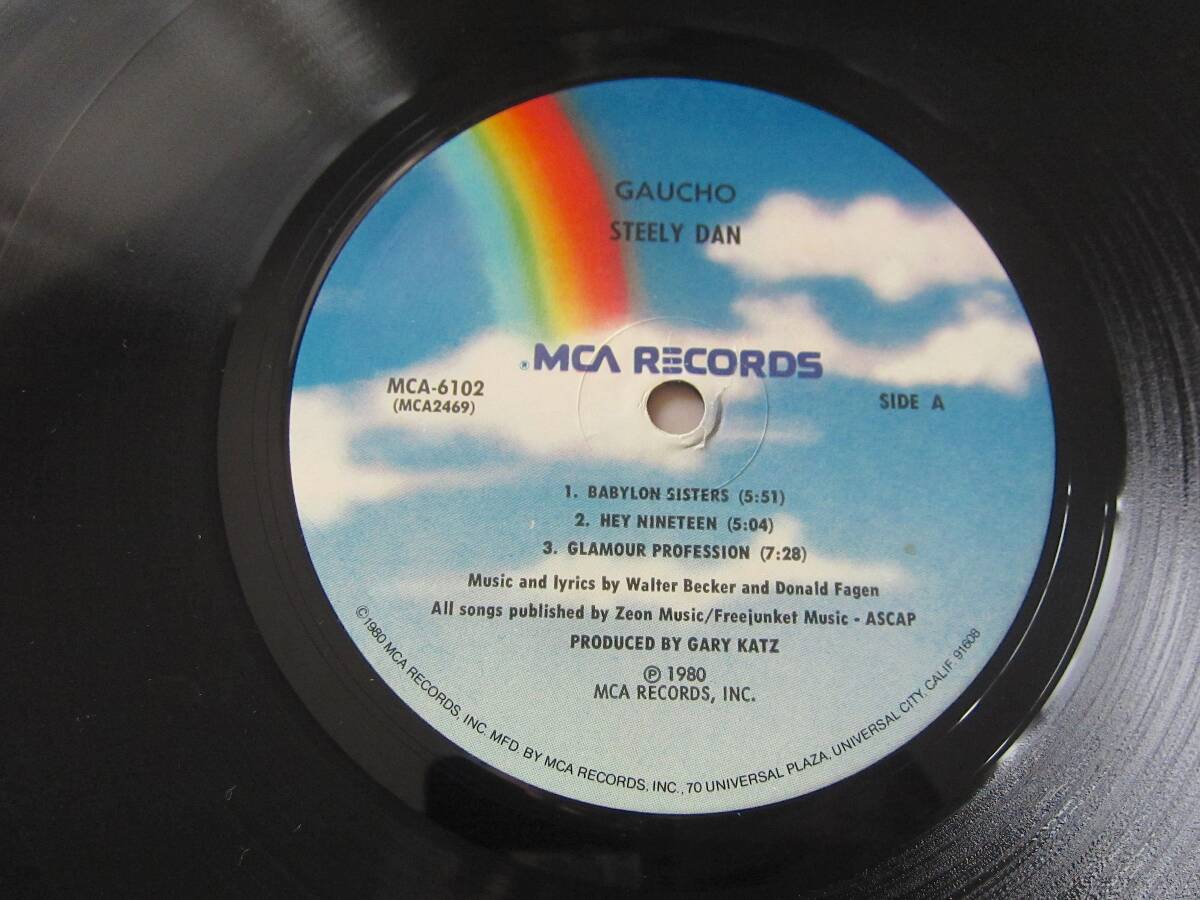 GAUCHO
STEELY DAN
® MCA RECORDS
MCA-6102
(MCA2469)
SIDE A
1. BABYLON SISTERS (5:51)
2. HEY NINETEEN (5:04)
3. GLAMOUR PROFESSION (7:28)
Music and lyrics by Walter Becker and Donald Fagen
All songs published by Zeon Music/Freejunket Music - ASCAP
PRODUCED BY GARY KATZ
℗ 1980
MCA RECORDS, INC.
©1980 MCA RECORDS, INC. MFD. BY MCA RECORDS, INC., 70 UNIVERSAL PLAZA, UNIVERSAL CITY, CALIF. 91608